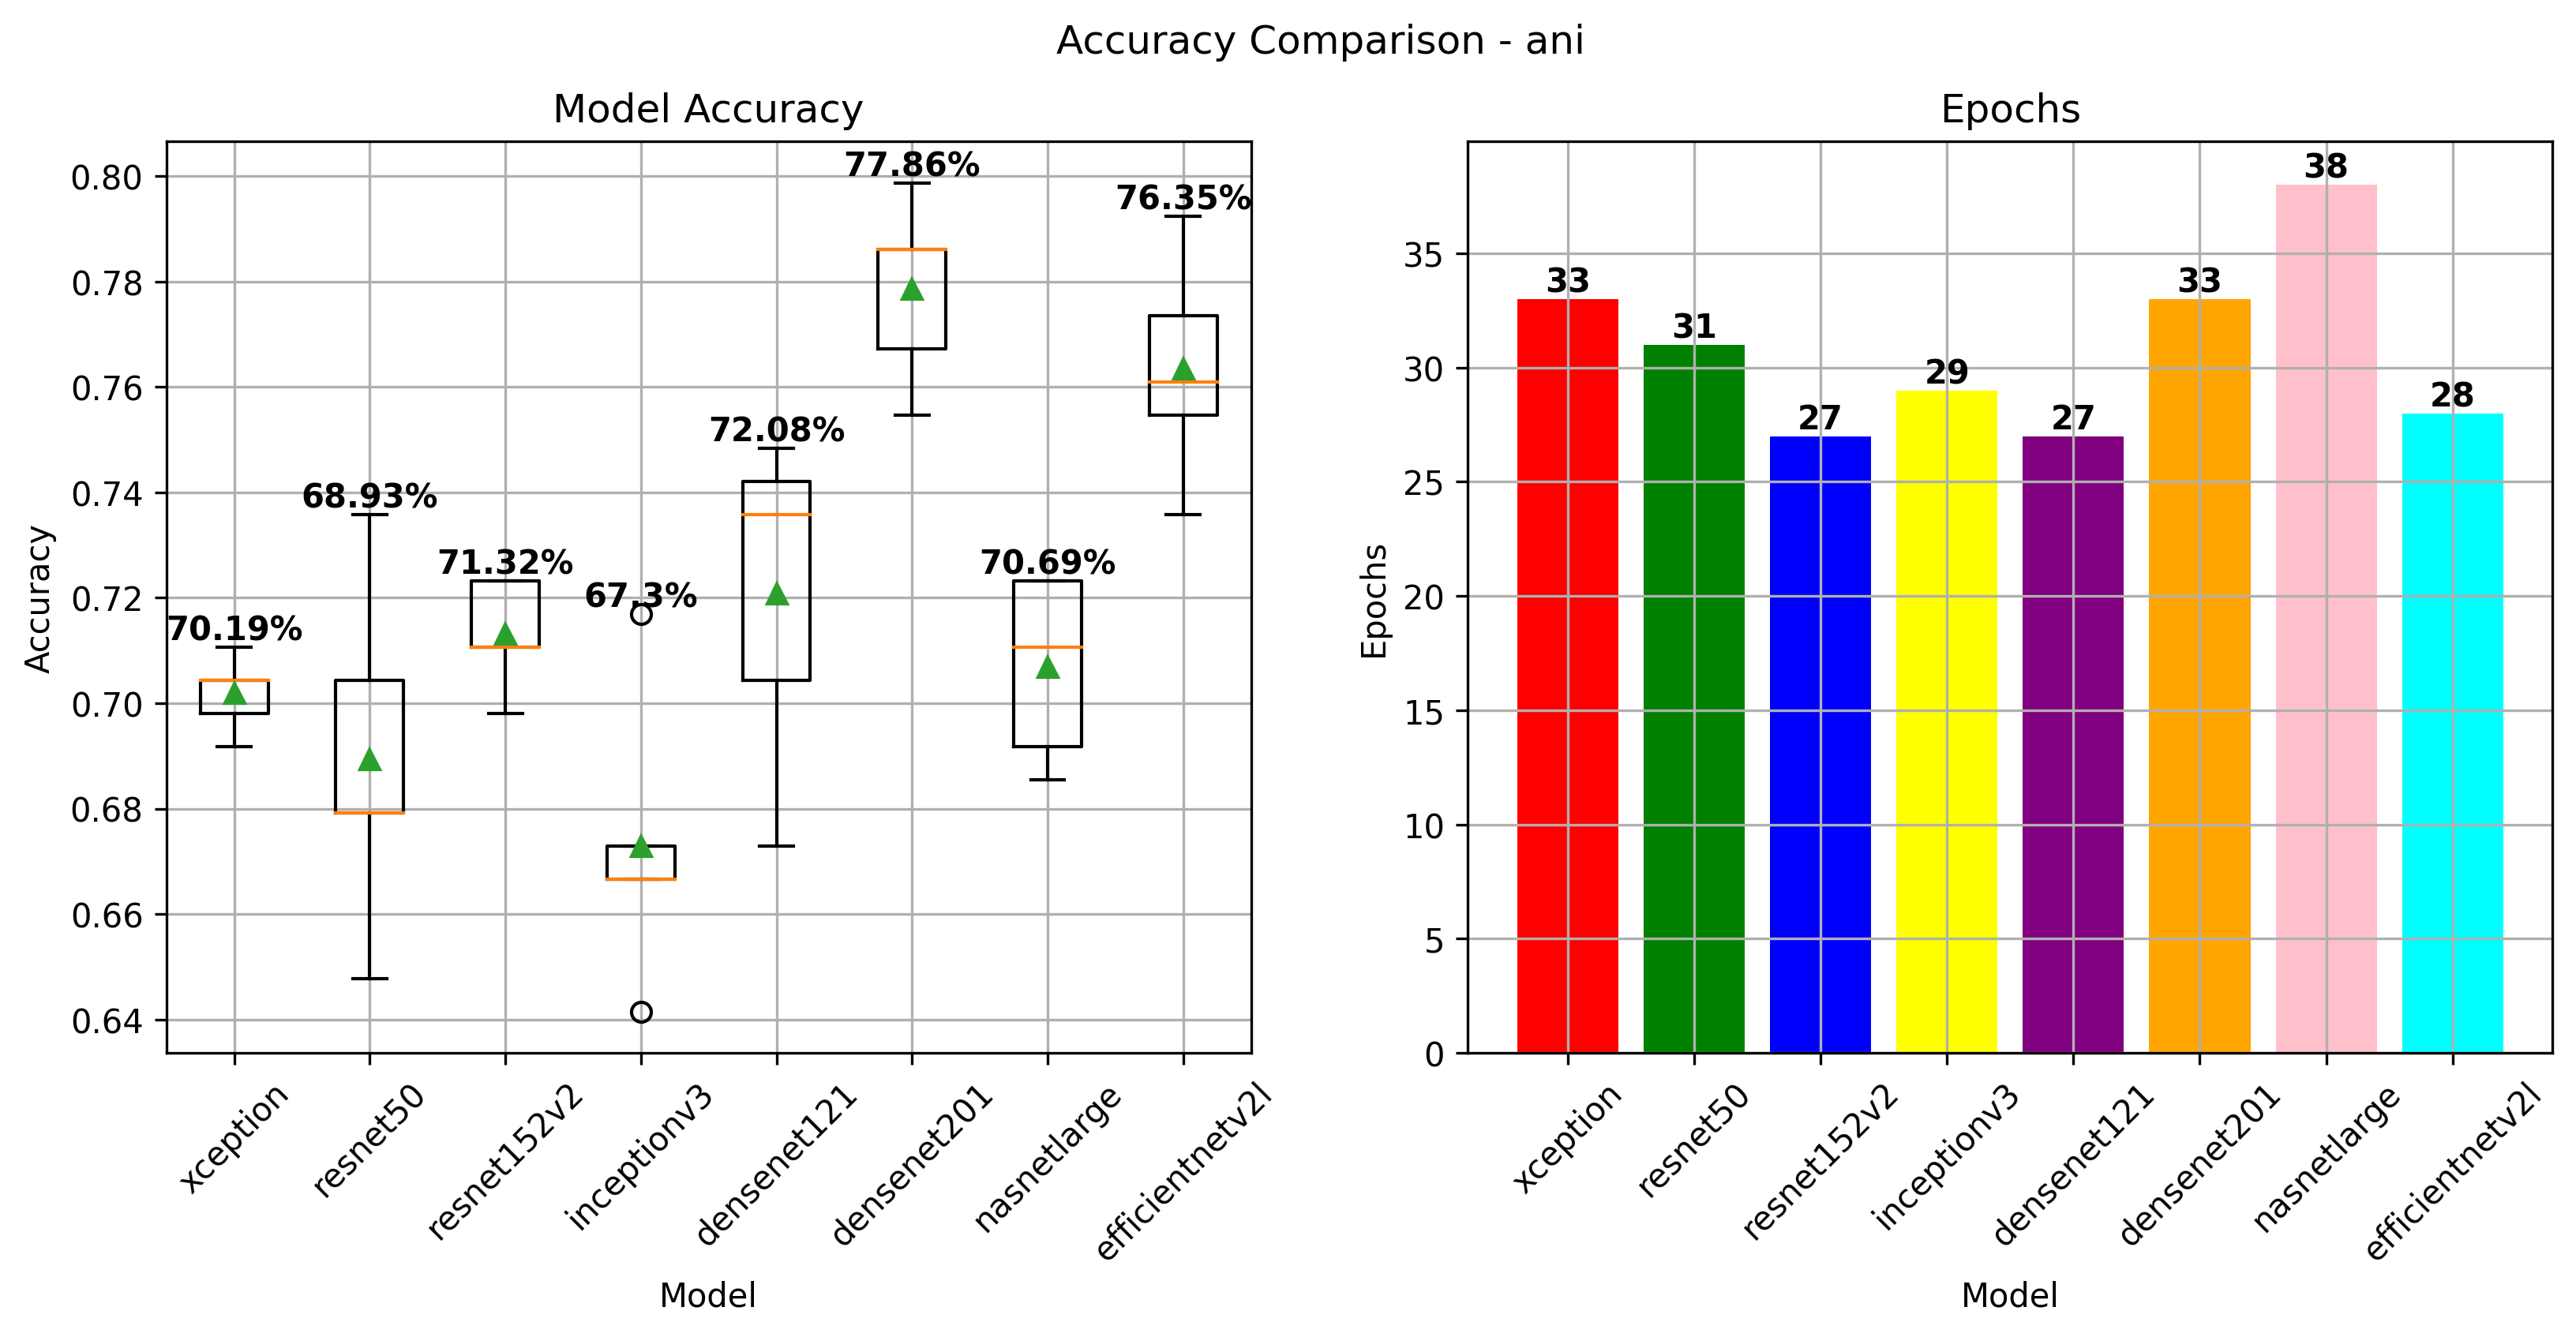 Accuracy Comparison - ani
Model Accuracy
Accuracy
0.80
0.78
0.76
0.74
0.72
0.70
0.68
0.66
0.64
70.19%
68.93%
71.32%
67.3%
72.08%
77.86%
70.69%
76.35%
xception
resnet50
resnet152v2
inceptionv3
densenet121
densenet201
nasnetlarge
efficientnetv2l
Model
Epochs
Epochs
35
30
25
20
15
10
5
0
33
31
27
29
27
33
38
28
xception
resnet50
resnet152v2
inceptionv3
densenet121
densenet201
nasnetlarge
efficientnetv2l
Model